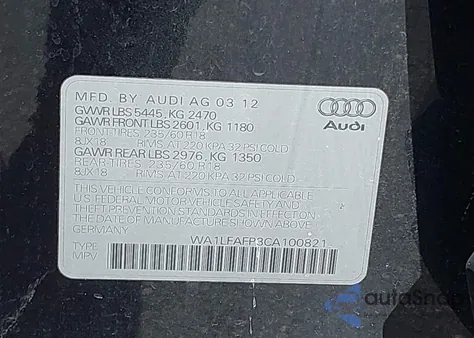 MFD. BY AUDI AG 03 12
GVWR LBS 5445, KG 2470
GAWR FRONT LBS 2601, KG 1180
FRONT TIRES: 235/60 R18
8JX18 RIMS AT 220 KPA 32 PSI COLD
GAWR REAR LBS 2976, KG 1350
REAR-TIRES: 235/60 R18
8JX18 RIMS, AT 220 KPA 32 PSI COLD
THIS VEHICLE CONFORMS TO ALL APPLICABLE
U.S. FEDERAL MOTOR VEHICLE SAFETY AND
THEFT PREVENTION STANDARDS IN EFFECT ON
THE DATE OF MANUFACTURE SHOWN ABOVE
GERMANY
WA1LFAFP3CA100821
TYPE:
MPV
Audi
autoSnap